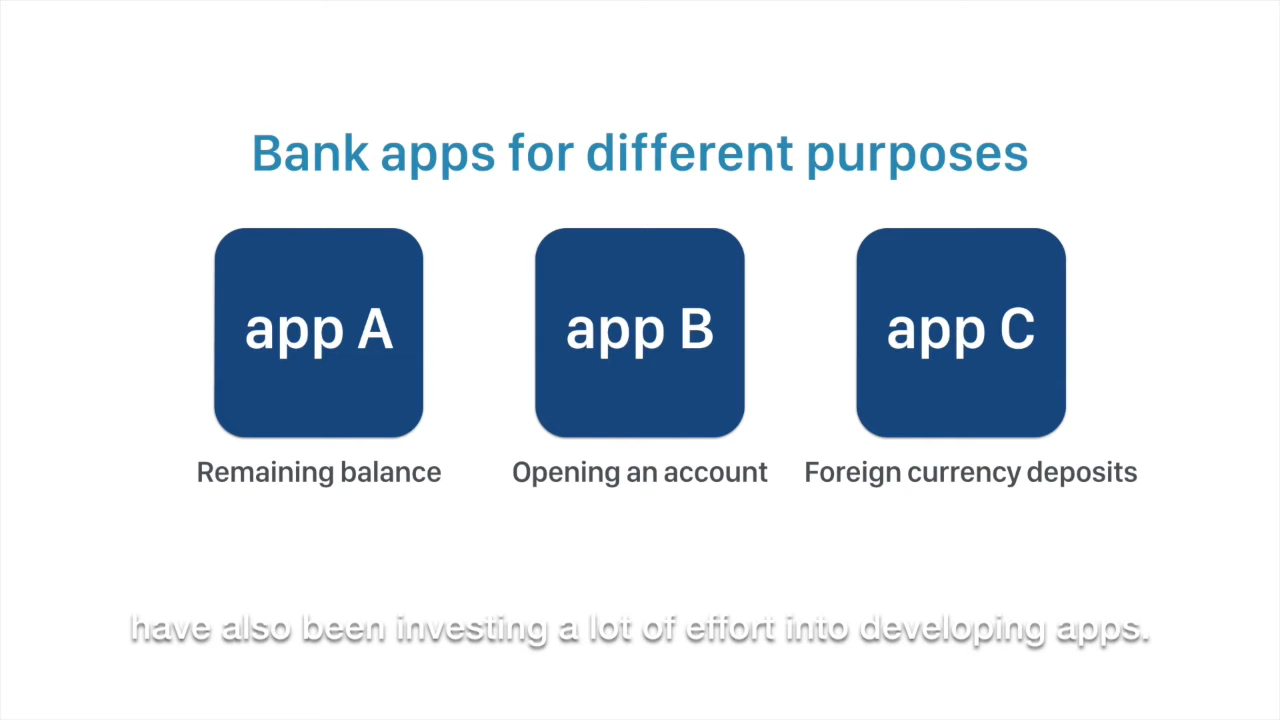 Bank apps for different purposes
app A
app B
app C
Remaining balance
Opening an account
Foreign currency deposits
have also been investing a lot of effort into developing apps.